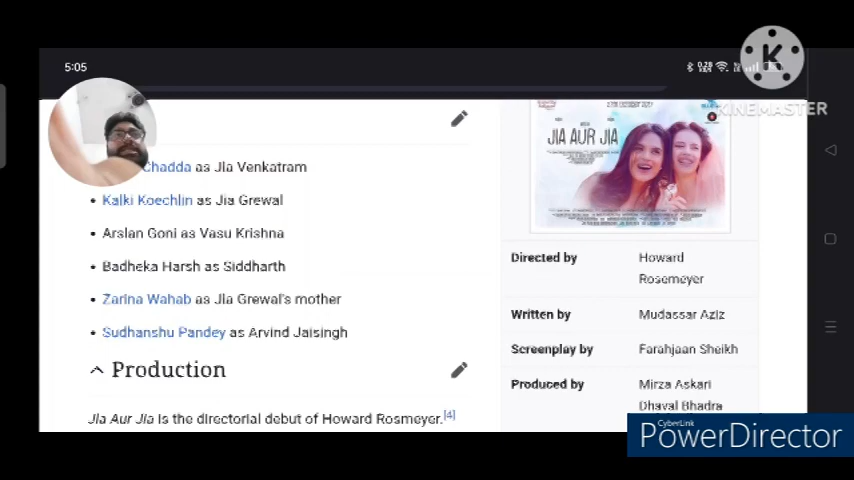 5:05
KINEMASTER
JIA AUR JIA
Chadda as Jia Venkatram
• Kalki Koechlin as Jia Grewal
• Arslan Goni as Vasu Krishna
• Badheka Harsh as Siddharth
• Zarina Wahab as Jia Grewal's mother
• Sudhanshu Pandey as Arvind Jaisingh
Production
Jia Aur Jia is the directorial debut of Howard Rosmeyer.[4]
Directed by Howard
Rosemeyer
Written by Mudassar Aziz
Screenplay by Farahjaan Sheikh
Produced by Mirza Askari
Dhaval Bhadra
CyberLink
PowerDirector